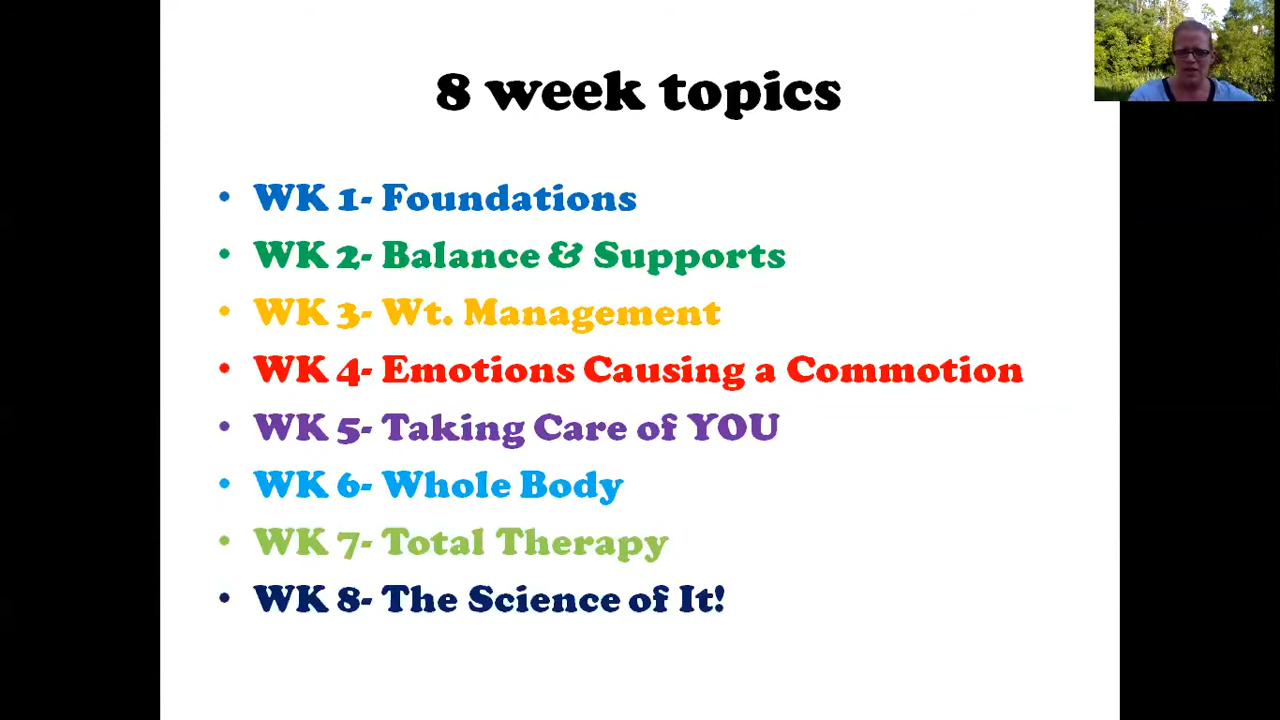 8 week topics
• WK 1- Foundations
• WK 2- Balance & Supports
• WK 3- Wt. Management
• WK 4- Emotions Causing a Commotion
• WK 5- Taking Care of YOU
• WK 6- Whole Body
• WK 7- Total Therapy
• WK 8- The Science of It!